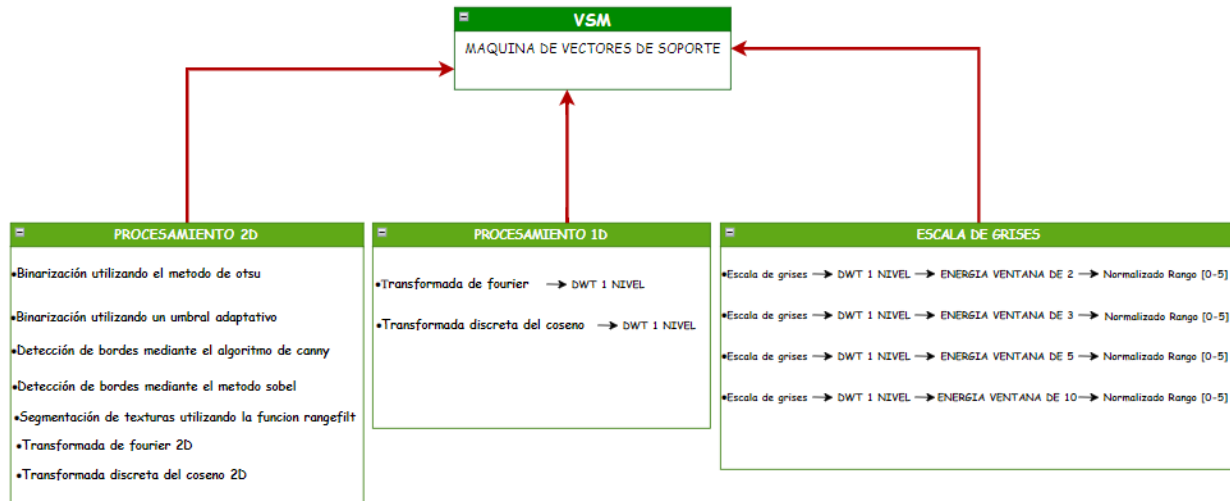 VSM
MAQUINA DE VECTORES DE SOPORTE
PROCESAMIENTO 2D
•Binarización utilizando el metodo de otsu
•Binarización utilizando un umbral adaptativo
•Detección de bordes mediante el algoritmo de canny
•Detección de bordes mediante el metodo sobel
•Segmentación de texturas utilizando la funcion rangefilt
•Transformada de fourier 2D
•Transformada discreta del coseno 2D
PROCESAMIENTO 1D
•Transformada de fourier → DWT 1 NIVEL
•Transformada discreta del coseno → DWT 1 NIVEL
ESCALA DE GRISES
•Escala de grises → DWT 1 NIVEL → ENERGIA VENTANA DE 2 → Normalizado Rango [0-5]
•Escala de grises → DWT 1 NIVEL → ENERGIA VENTANA DE 3 → Normalizado Rango [0-5]
•Escala de grises → DWT 1 NIVEL → ENERGIA VENTANA DE 5 → Normalizado Rango [0-5]
•Escala de grises → DWT 1 NIVEL → ENERGIA VENTANA DE 10 → Normalizado Rango [0-5]